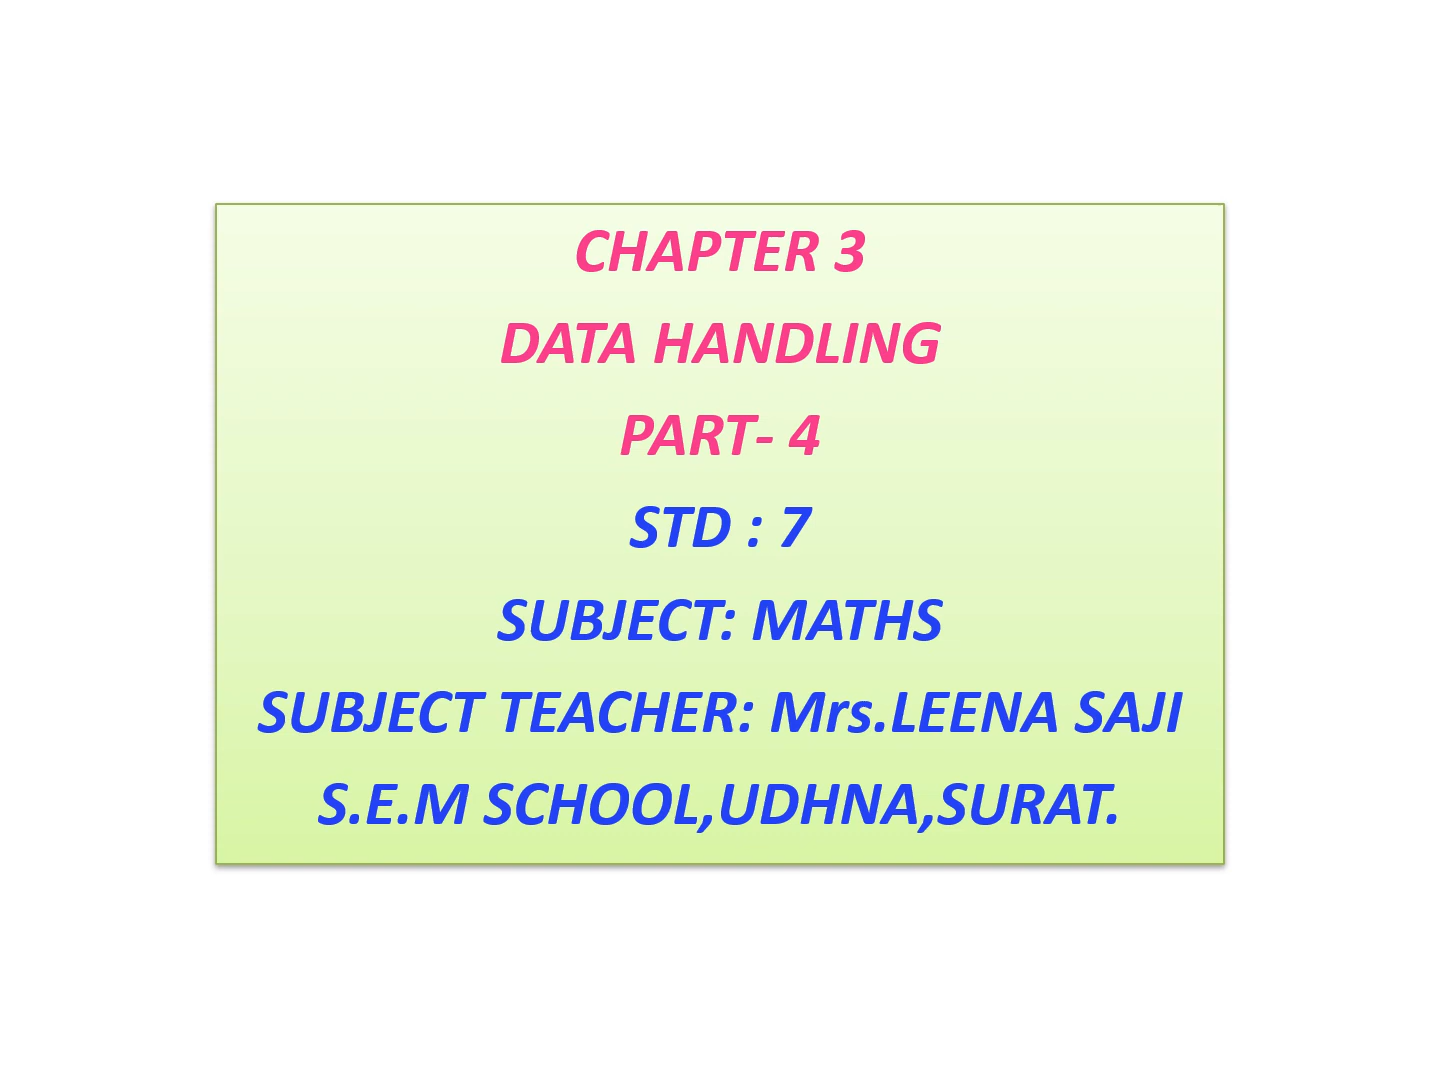 CHAPTER 3
DATA HANDLING
PART- 4
STD : 7
SUBJECT: MATHS
SUBJECT TEACHER: Mrs.LEENA SAJI
S.E.M SCHOOL,UDHNA,SURAT.